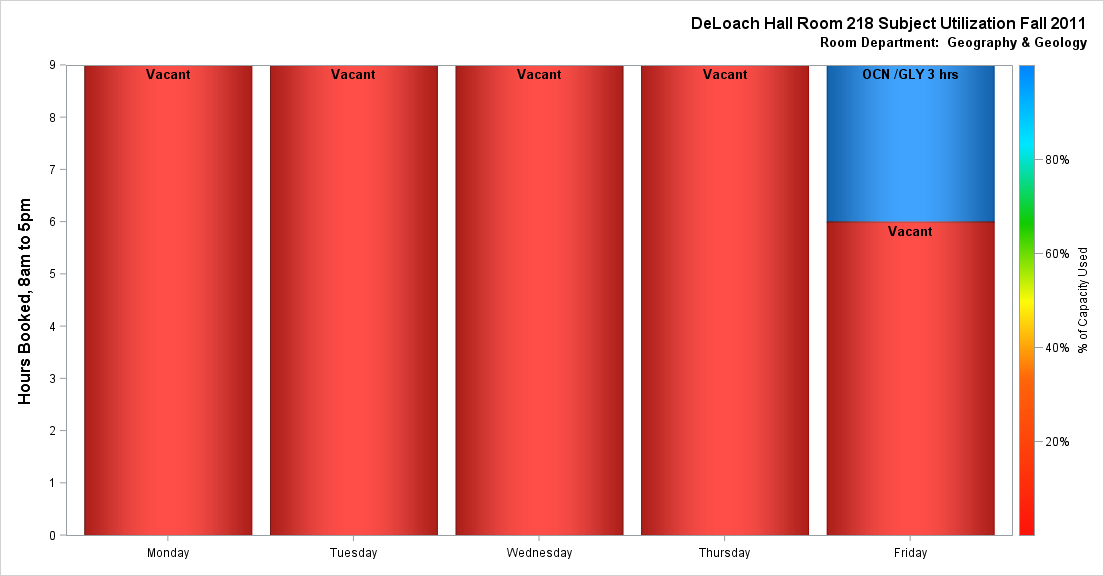 DeLoach Hall Room 218 Subject Utilization Fall 2011
Room Department: Geography & Geology
Hours Booked, 8am to 5pm
9
8
7
6
5
4
3
2
1
0
Vacant
Vacant
Vacant
Vacant
OCN /GLY 3 hrs
Vacant
Monday
Tuesday
Wednesday
Thursday
Friday
80%
60%
40%
20%
% of Capacity Used